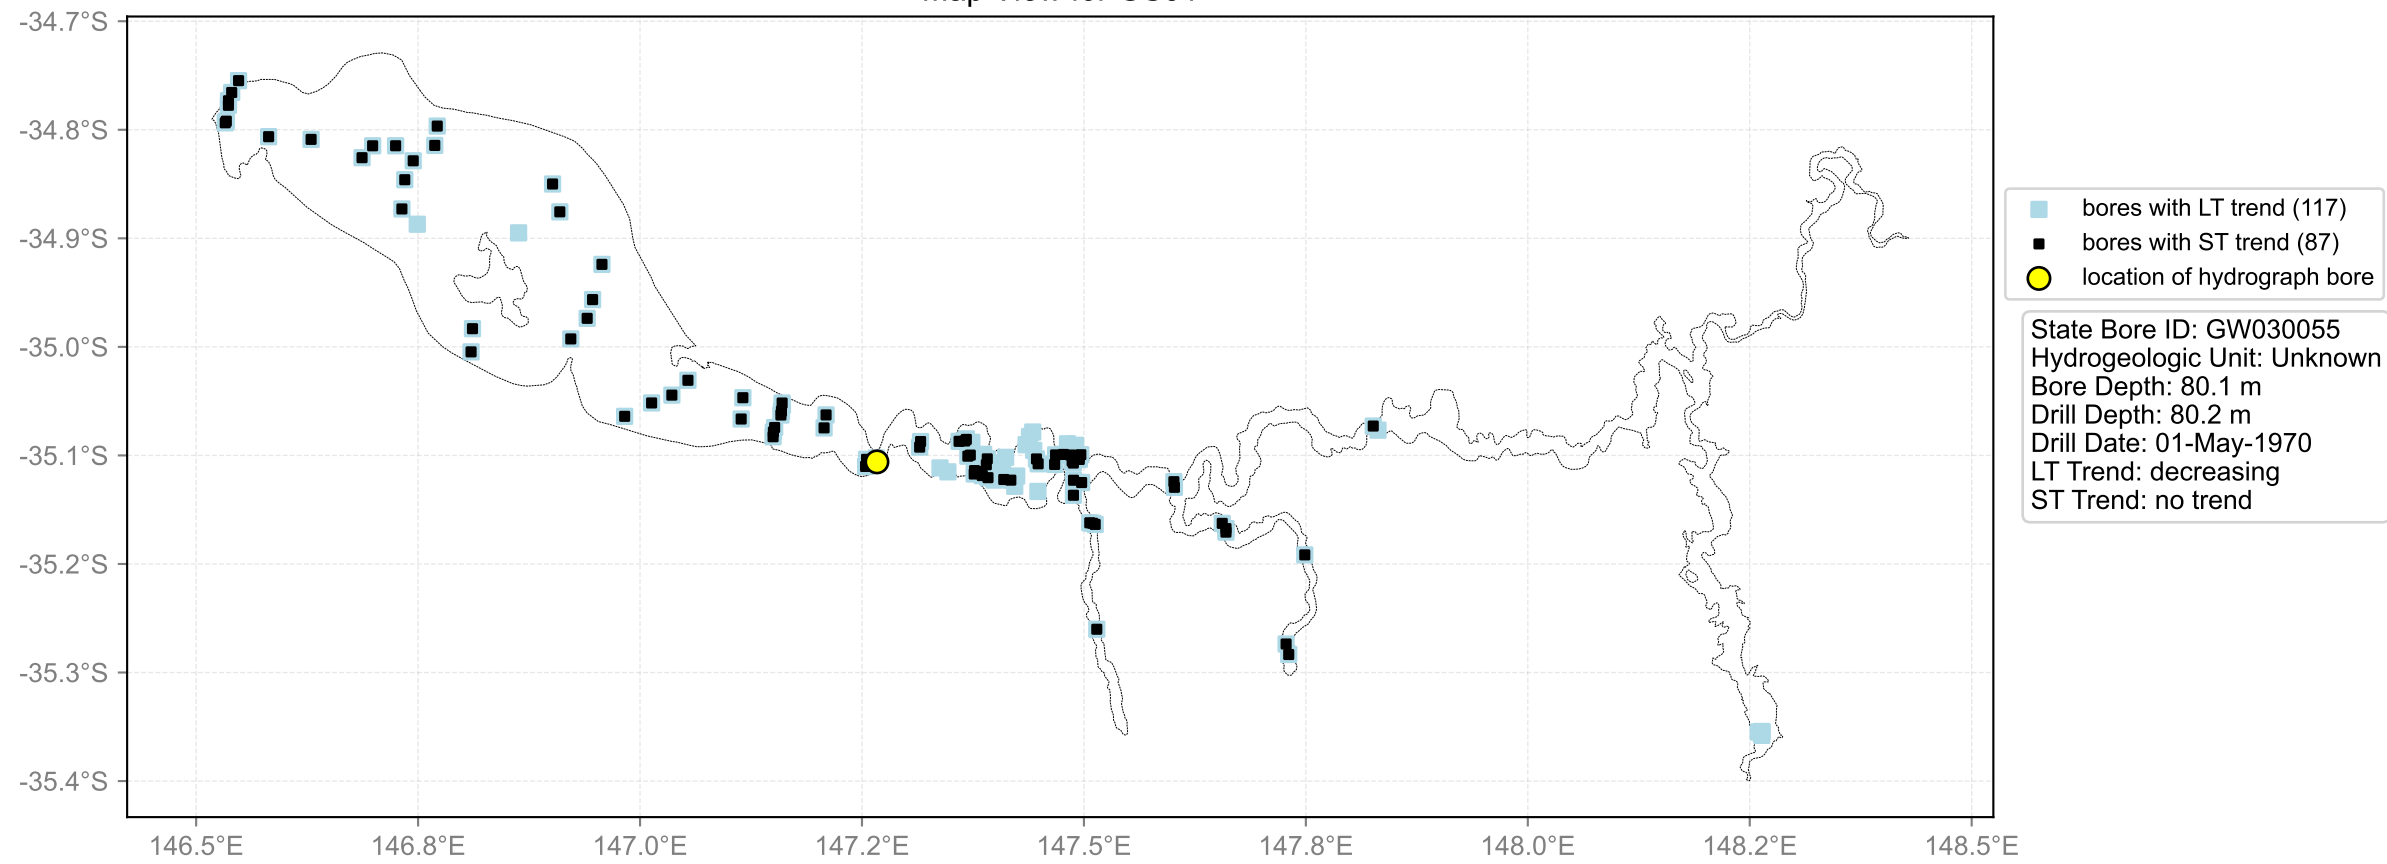 -34.7°S
-34.8°S
-34.9°S
-35.0°S
-35.1°S
-35.2°S
-35.3°S
-35.4°S
146.5°E
146.8°E
147.0°E
147.2°E
147.5°E
147.8°E
148.0°E
148.2°E
148.5°E
bores with LT trend (117)
bores with ST trend (87)
location of hydrograph bore
State Bore ID: GW030055
Hydrogeologic Unit: Unknown
Bore Depth: 80.1 m
Drill Depth: 80.2 m
Drill Date: 01-May-1970
LT Trend: decreasing
ST Trend: no trend